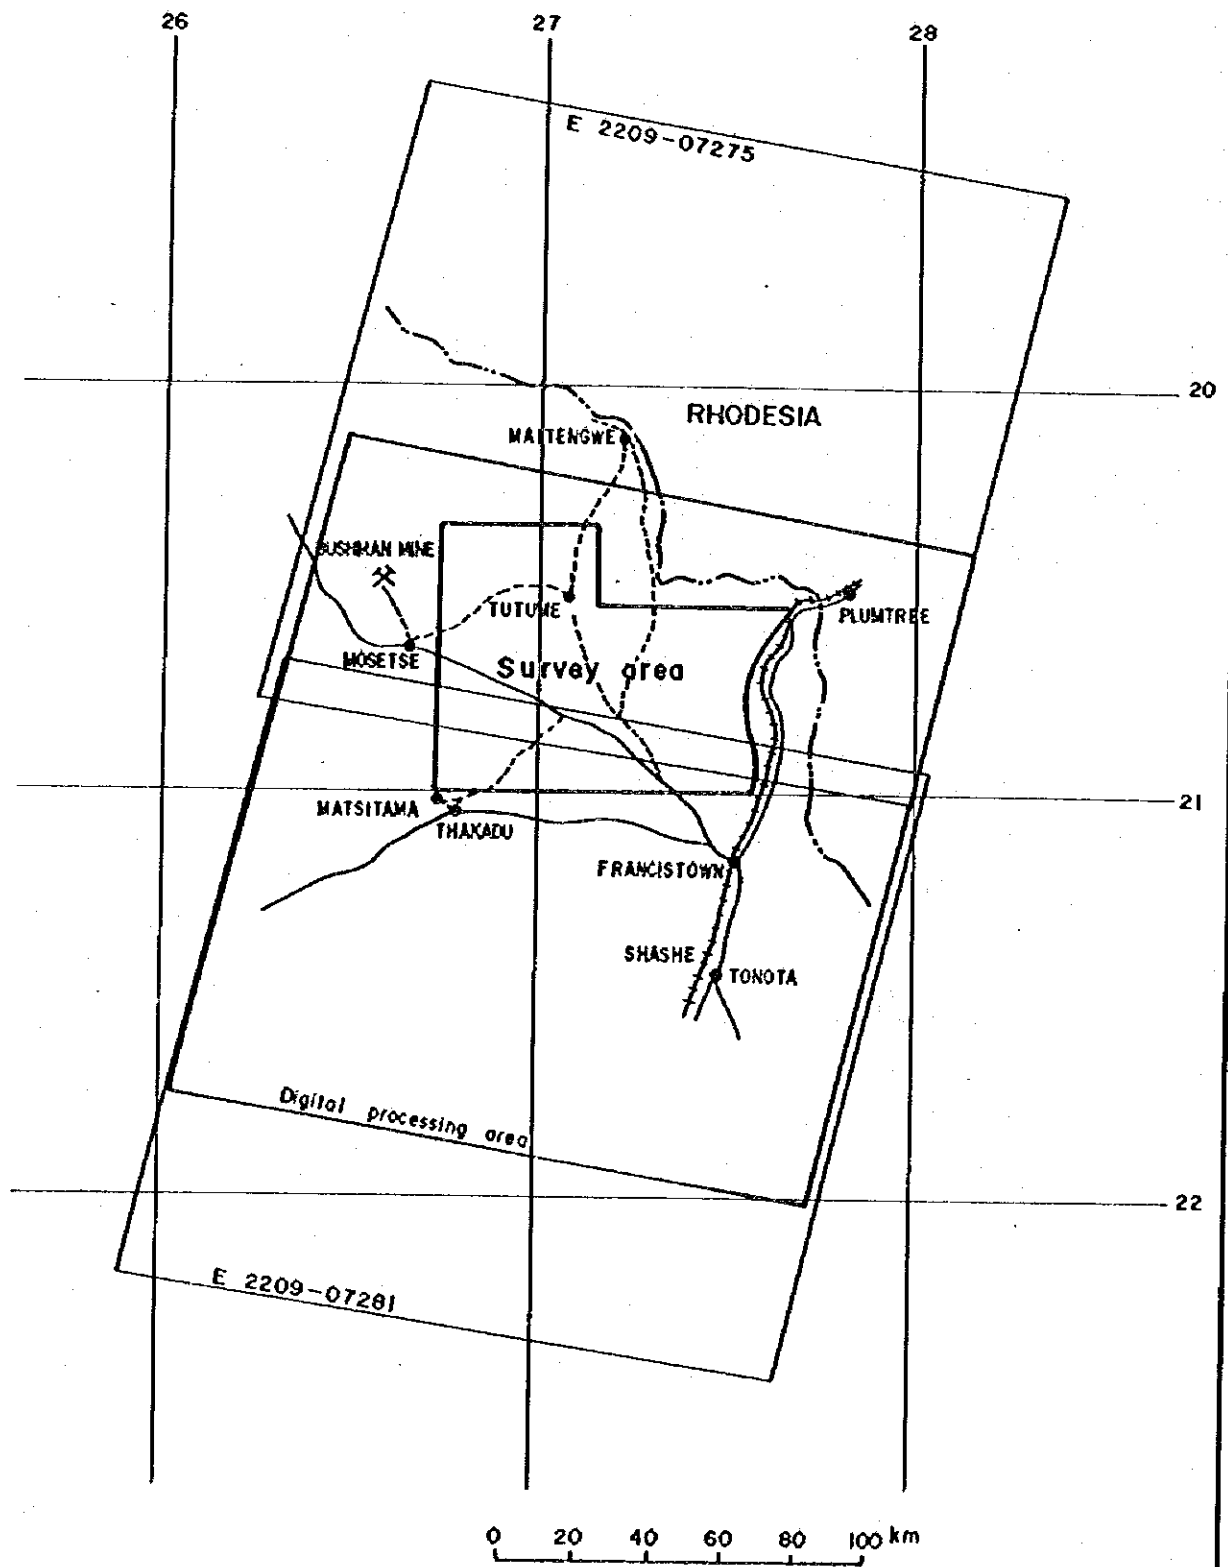 26
27
28
E 2209-07275
20
RHODESIA
MAITENGWE
BUSHMAN MINE
TUTUME
PLUMTREE
MOSETSE
Survey area
MATSITAMA
THAKADU
21
FRANCISTOWN
SHASHE
TONOTA
Digital processing area
22
E 2209-07281
0 20 40 60 80 100 km